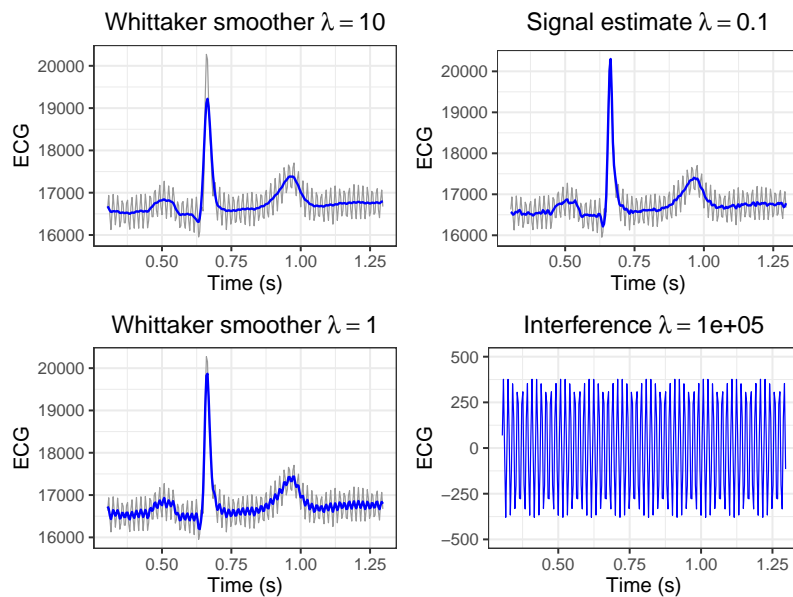 Whittaker smoother λ = 10
ECG
20000
19000
18000
17000
16000
0.50 0.75 1.00 1.25
Time (s)
Signal estimate λ = 0.1
ECG
20000
19000
18000
17000
16000
0.50 0.75 1.00 1.25
Time (s)
Whittaker smoother λ = 1
ECG
20000
19000
18000
17000
16000
0.50 0.75 1.00 1.25
Time (s)
Interference λ = 1e+05
ECG
500
250
0
−250
−500
0.50 0.75 1.00 1.25
Time (s)